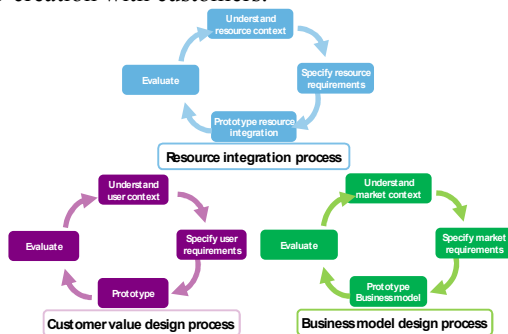 creation with customers.
Understand
resource context
Evaluate
Specify resource
requirements
Prototype resource
integration
Resource integration process
Understand
user context
Evaluate
Specify user
requirements
Prototype
Customer value design process
Understand
market context
Evaluate
Specify market
requirements
Prototype
Business model
Business model design process